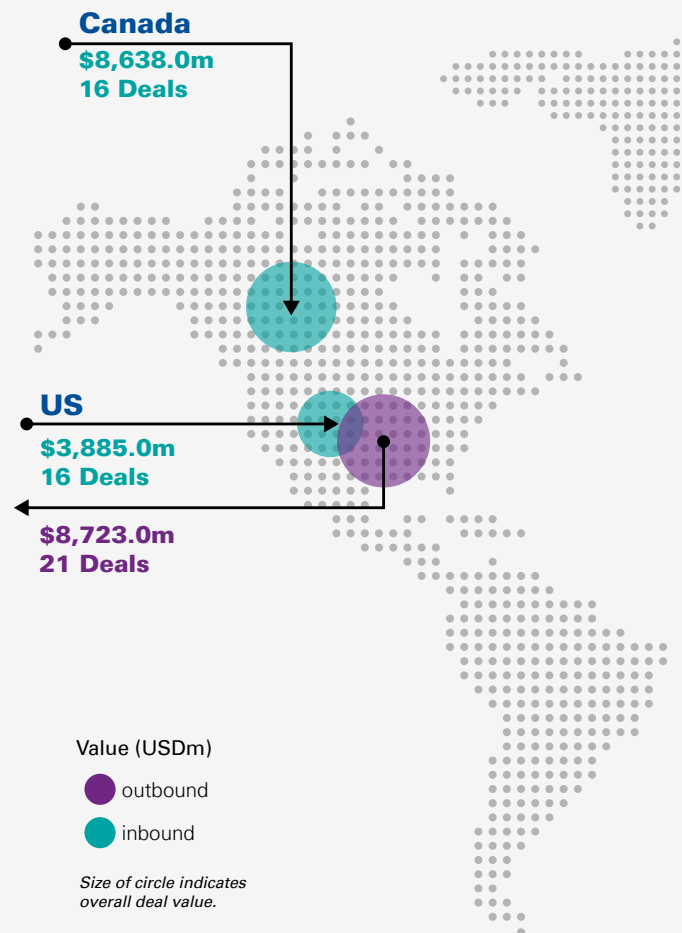 Canada
$8,638.0m
16 Deals
US
$3,885.0m
16 Deals
$8,723.0m
21 Deals
Value (USDm)
outbound
inbound
Size of circle indicates
overall deal value.